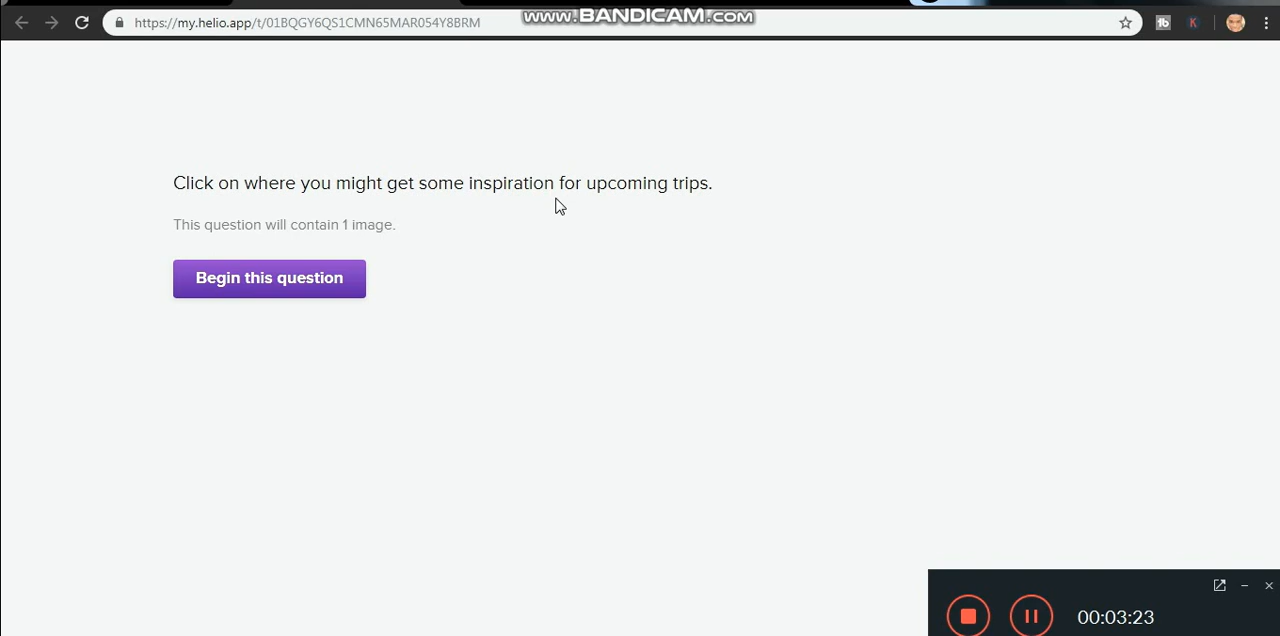 https://my.helio.app/t/01BQGY6QS1CMN65MAR054Y8BRM
www.BANDICAM.com
Click on where you might get some inspiration for upcoming trips.
This question will contain 1 image.
Begin this question
00:03:23